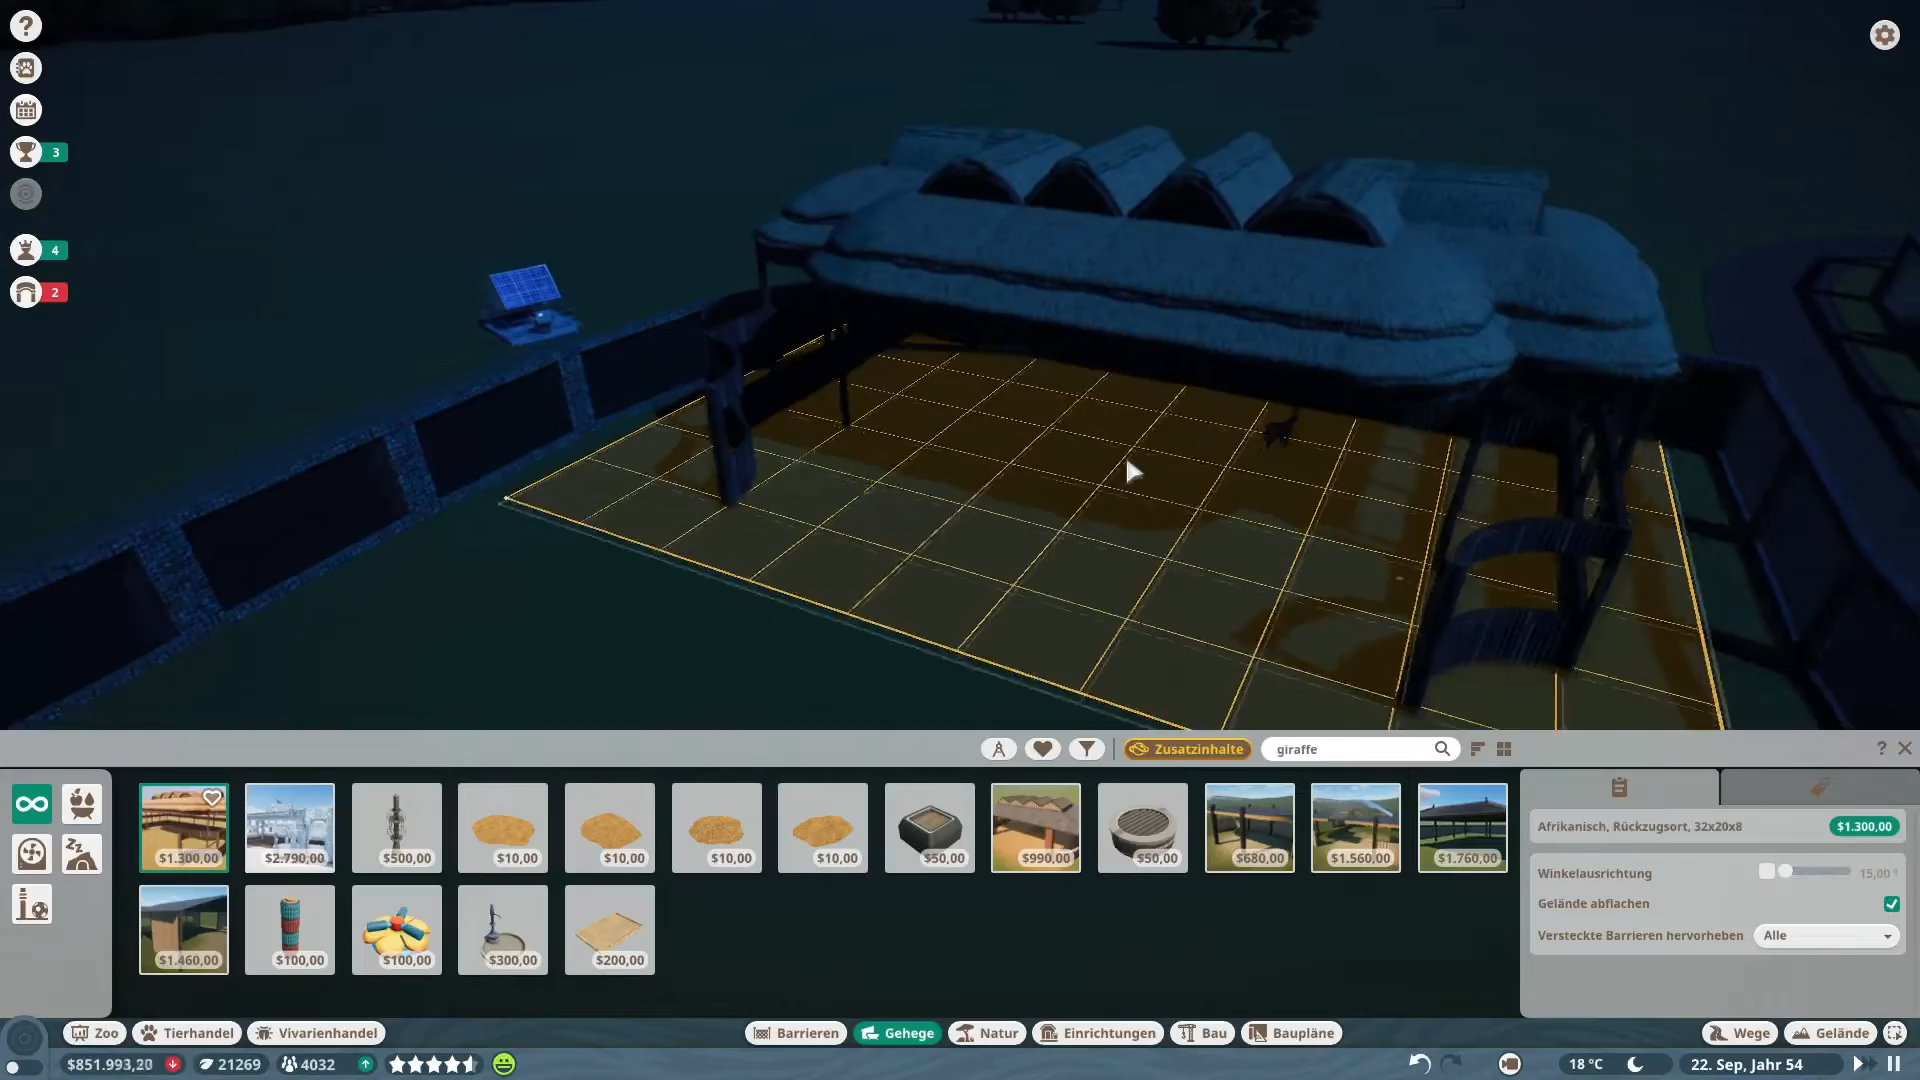 ?
3
4
2
Zusatzinhalte
giraffe
?
$1.300,00
$2.790,00
$500,00
$10,00
$10,00
$10,00
$10,00
$50,00
$990,00
$50,00
$680,00
$1.560,00
$1.760,00
$1.460,00
$100,00
$100,00
$300,00
$200,00
Afrikanisch, Rückzugsort, 32x20x8
$1.300,00
Winkelausrichtung
15,00 °
Gelände abflachen
Versteckte Barrieren hervorheben
Alle
Zoo
Tierhandel
Vivarienhandel
Barrieren
Gehege
Natur
Einrichtungen
Bau
Baupläne
Wege
Gelände
$851.993,20
21269
4032
18 °C
22. Sep, Jahr 54